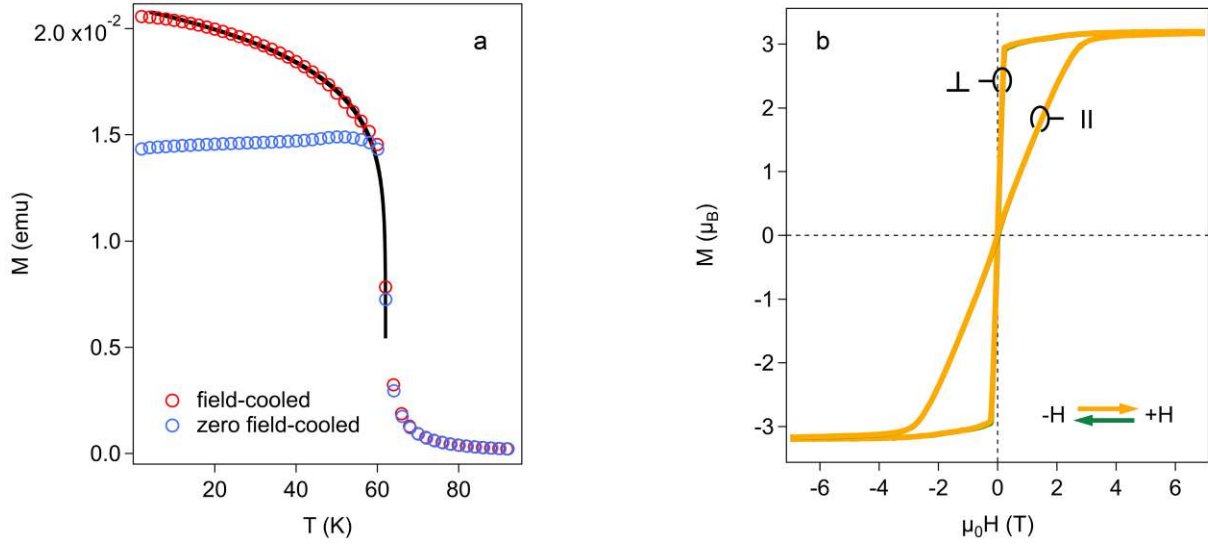 a
M (emu)
2.0 x10⁻²
1.5
1.0
0.5
0.0
field-cooled
zero field-cooled
20
40
60
80
T (K)
b
M (μ_B)
3
2
1
0
-1
-2
-3
⊥
II
-H
+H
-6
-4
-2
0
2
4
6
μ₀H (T)